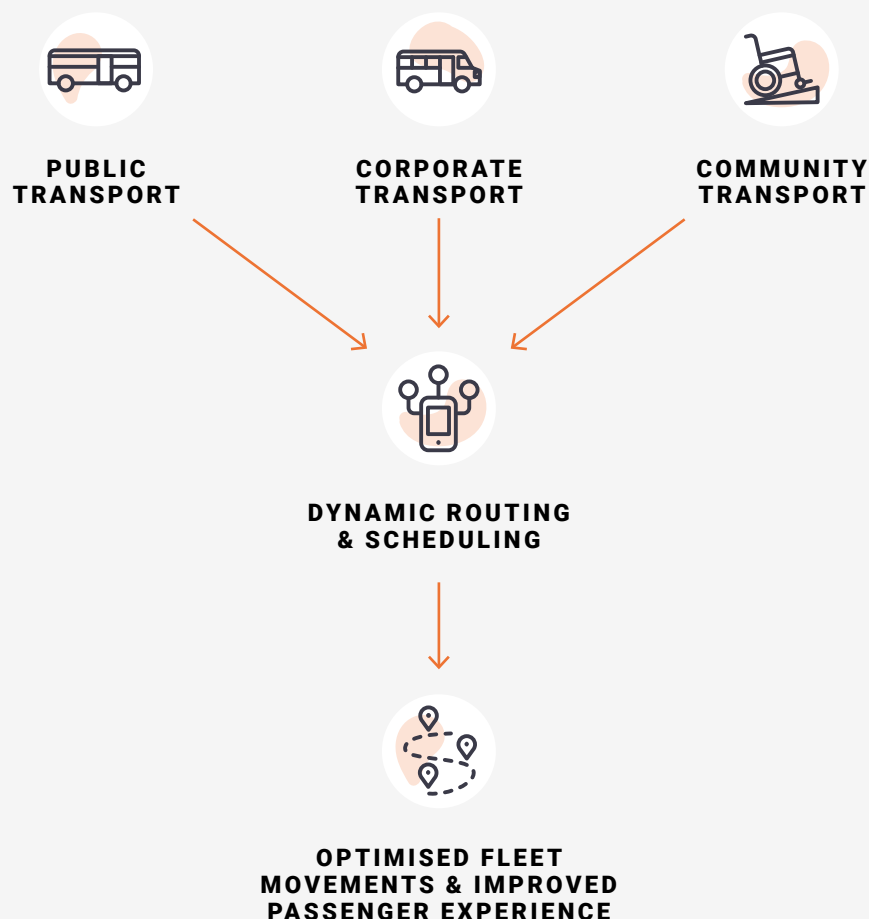 PUBLIC
TRANSPORT
CORPORATE
TRANSPORT
COMMUNITY
TRANSPORT
DYNAMIC ROUTING
& SCHEDULING
OPTIMISED FLEET
MOVEMENTS & IMPROVED
PASSENGER EXPERIENCE